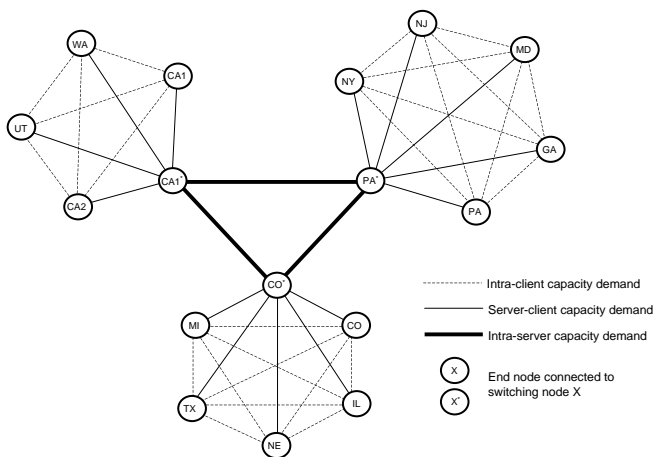 NJ
WA
MD
CA1
NY
UT
GA
CA1*
PA*
CA2
PA
CO*
Intra-client capacity demand
Server-client capacity demand
MI
CO
Intra-server capacity demand
X
End node connected to
switching node X
X*
TX
IL
NE